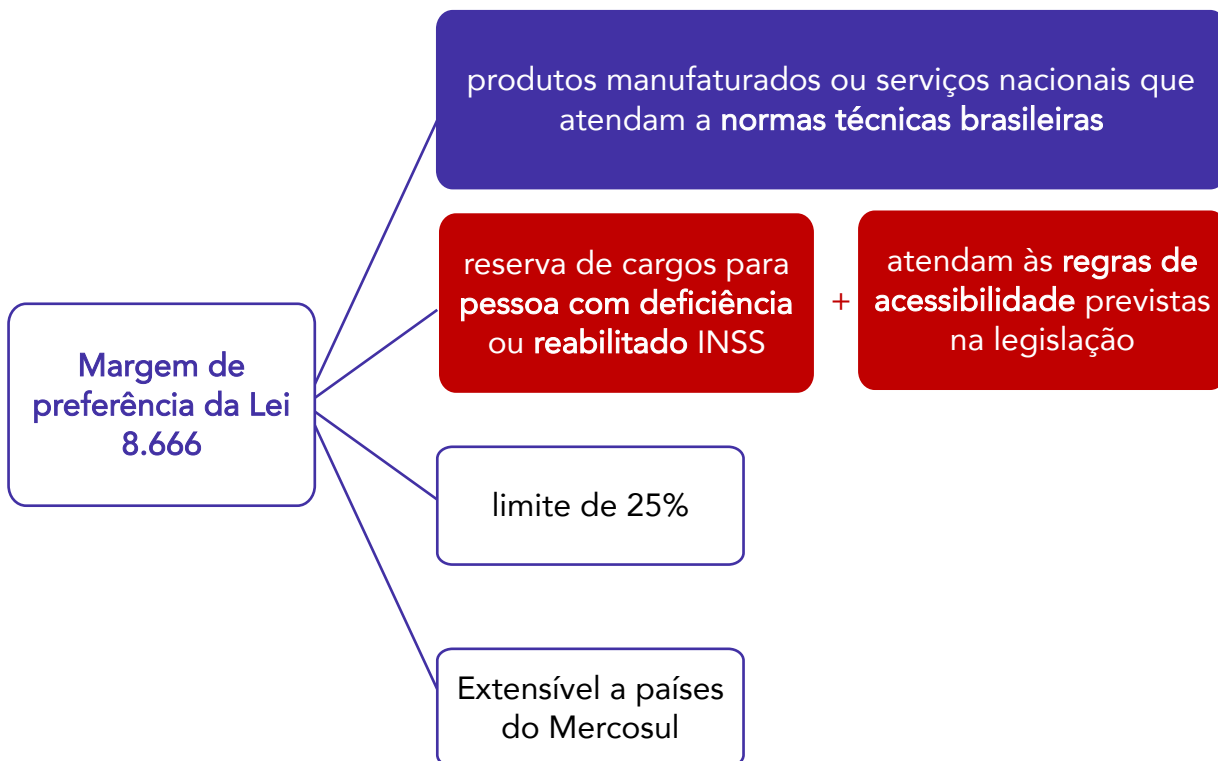 produtos manufaturados ou serviços nacionais que
atendam a normas técnicas brasileiras
reserva de cargos para
pessoa com deficiência
ou reabilitado INSS
+
atendam às regras de
acessibilidade previstas
na legislação
Margem de
preferência da Lei
8.666
limite de 25%
Extensível a países
do Mercosul